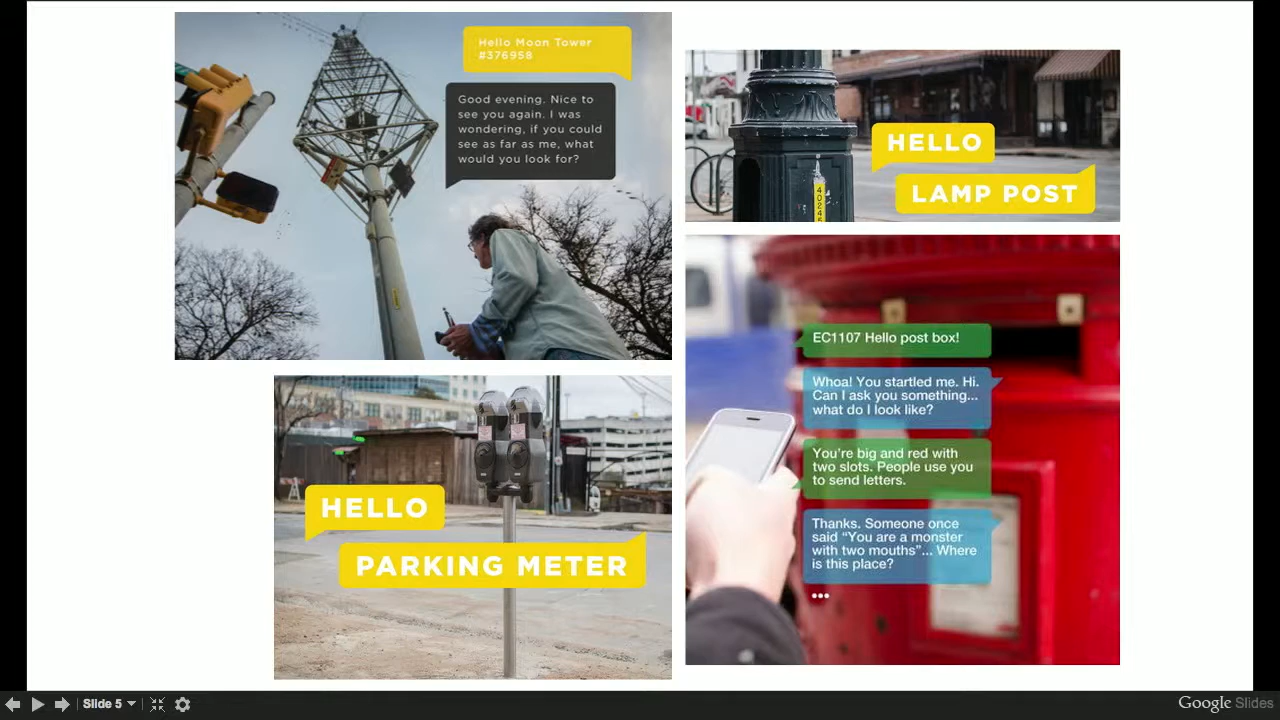 Hello Moon Tower
#376958
Good evening. Nice to
see you again. I was
wondering, if you could
see as far as me, what
would you look for?
HELLO
LAMP POST
40245
HELLO
PARKING METER
EC1107 Hello post box!
Whoa! You startled me. Hi.
Can I ask you something...
what do I look like?
You're big and red with
two slots. People use you
to send letters.
Thanks. Someone once
said “You are a monster
with two mouths”... Where
is this place?
•••
Slide 5
Google Slides